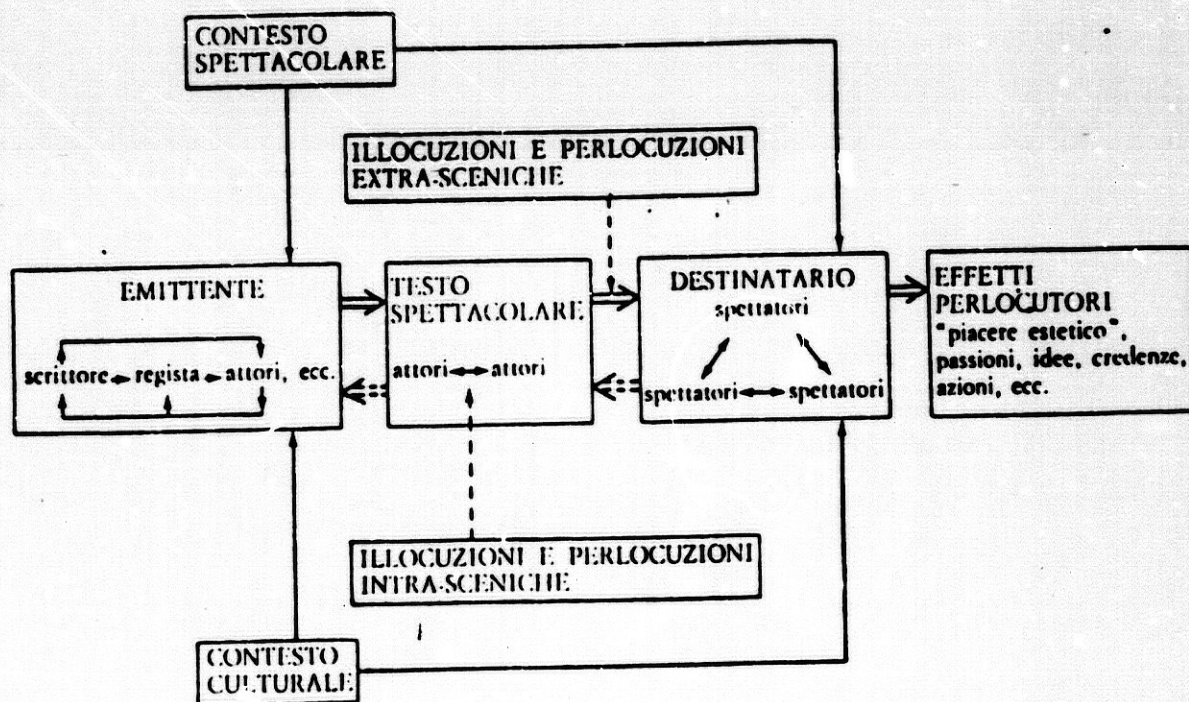 CONTESTO
SPETTACOLARE
ILLOCUZIONI E PERLOCUZIONI
EXTRA-SCENICHE
EMITTENTE
scrittore regista attori, ecc.
TESTO
SPETTACOLARE
attori attori
DESTINATARIO
spettatori
spettatori spettatori
EFFETTI
PERLOCUTORI
"piacere estetico",
passioni, idee, credenze,
azioni, ecc.
ILLOCUZIONI E PERLOCUZIONI
INTRA-SCENICHE
CONTESTO
CULTURALE